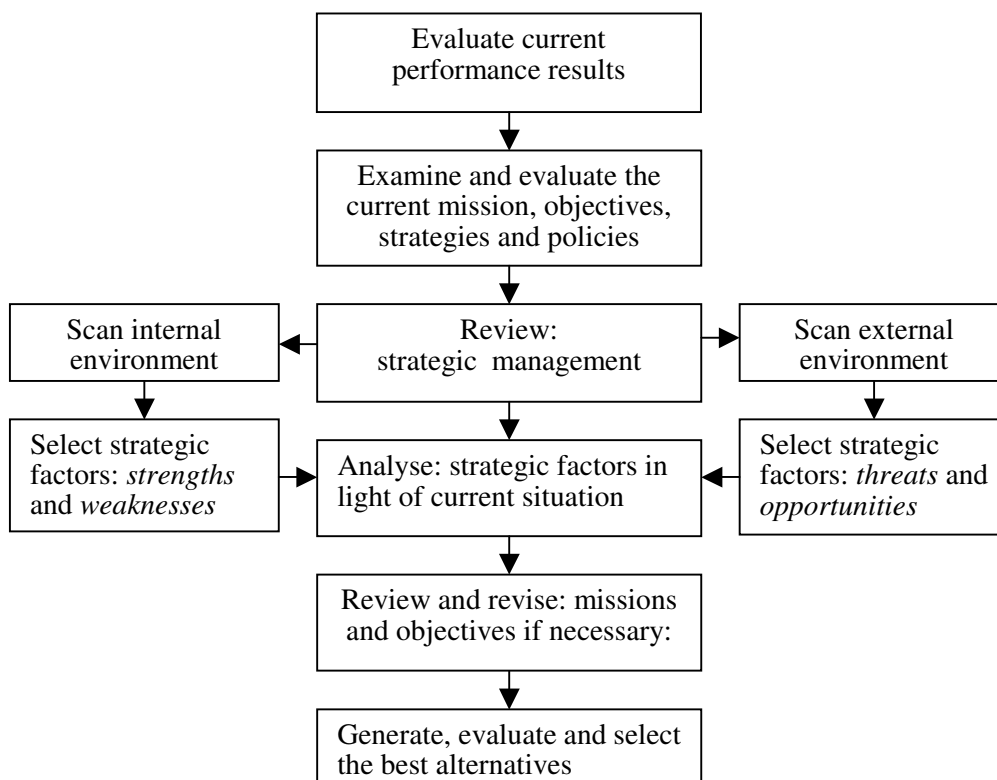 Evaluate current
performance results
Examine and evaluate the
current mission, objectives,
strategies and policies
Scan internal
environment
Review:
strategic management
Scan external
environment
Select strategic
factors: strengths
and weaknesses
Analyse: strategic factors in
light of current situation
Select strategic
factors: threats and
opportunities
Review and revise: missions
and objectives if necessary:
Generate, evaluate and select
the best alternatives